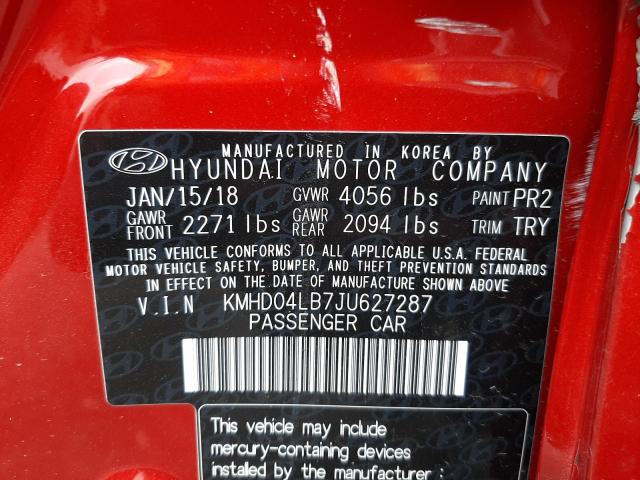 MANUFACTURED IN KOREA BY
HYUNDAI MOTOR COMPANY
JAN/15/18 GVWR 4056 lbs PAINT PR2
GAWR FRONT 2271 lbs GAWR REAR 2094 lbs TRIM TRY
THIS VEHICLE CONFORMS TO ALL APPLICABLE U.S.A. FEDERAL
MOTOR VEHICLE SAFETY, BUMPER, AND THEFT PREVENTION STANDARDS
IN EFFECT ON THE DATE OF MANUFACTURE SHOWN ABOVE
V.I.N KMHD04LB7JU627287
PASSENGER CAR
This vehicle may include
mercury-containing devices
installed by the manufacturer :